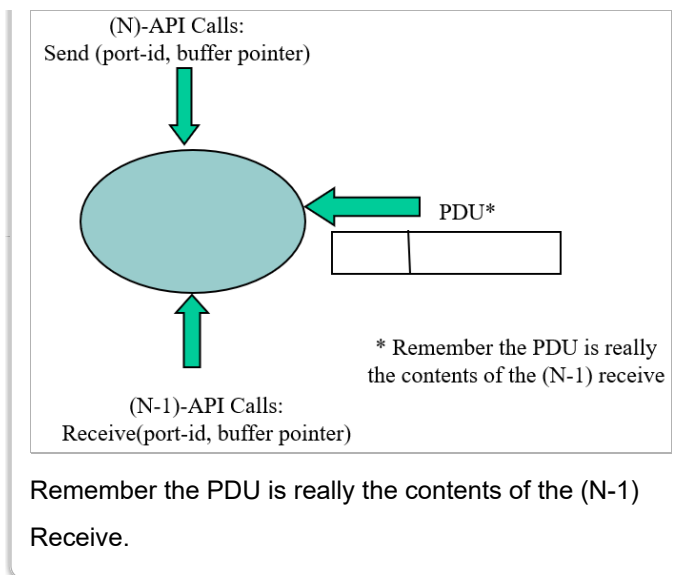 (N)-API Calls:
Send (port-id, buffer pointer)
PDU*
* Remember the PDU is really
the contents of the (N-1) receive
(N-1)-API Calls:
Receive(port-id, buffer pointer)
Remember the PDU is really the contents of the (N-1)
Receive.